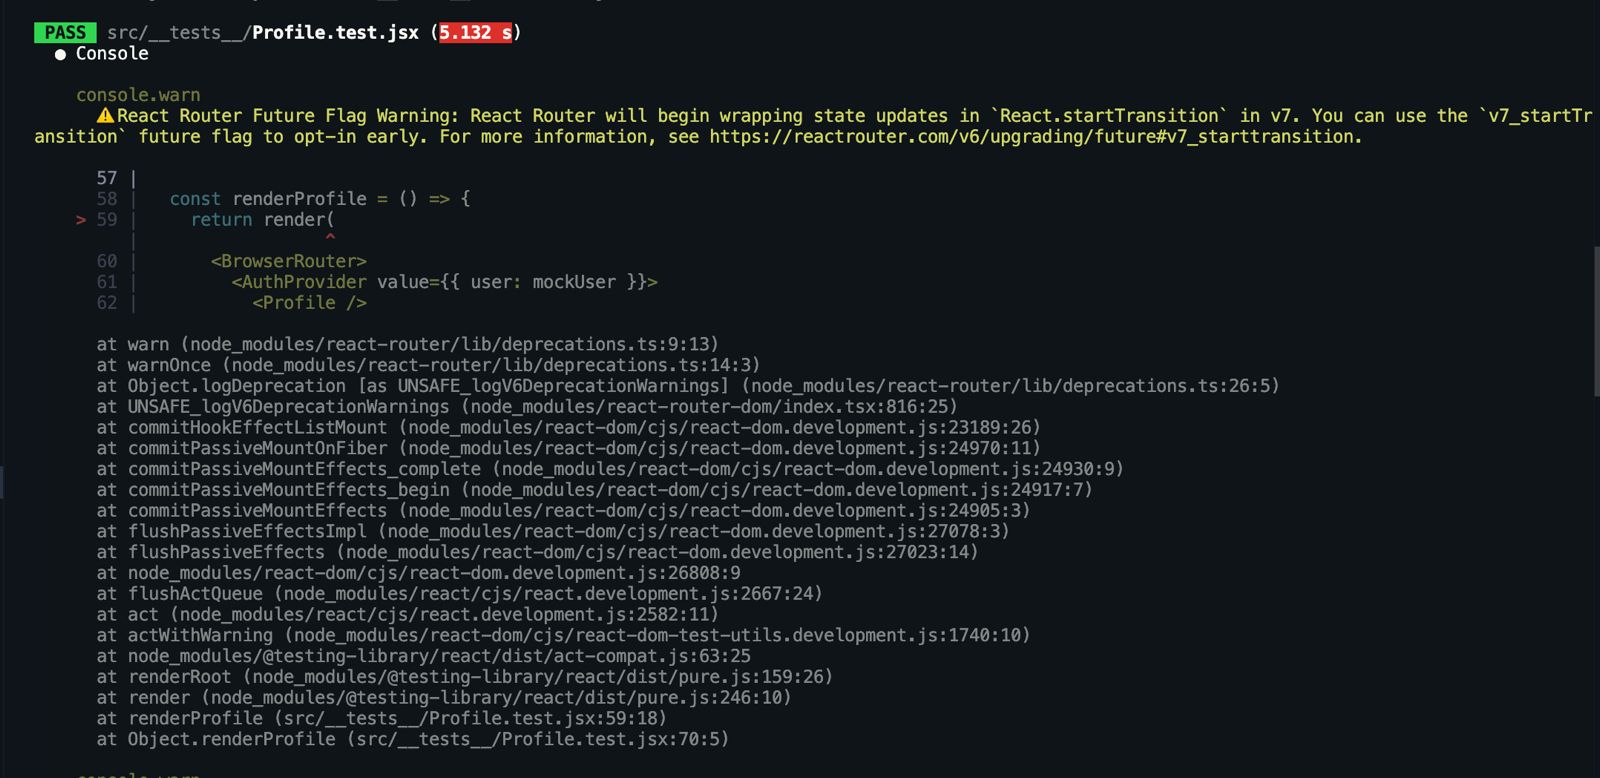 PASS src/__tests__/Profile.test.jsx (5.132 s)
● Console
console.warn
⚠️React Router Future Flag Warning: React Router will begin wrapping state updates in `React.startTransition` in v7. You can use the `v7_startTr
ansition` future flag to opt-in early. For more information, see https://reactrouter.com/v6/upgrading/future#v7_starttransition.
57 |
58 | const renderProfile = () => {
> 59 | return render(
| ^
60 | <BrowserRouter>
61 | <AuthProvider value={{ user: mockUser }}>
62 | <Profile />
at warn (node_modules/react-router/lib/deprecations.ts:9:13)
at warnOnce (node_modules/react-router/lib/deprecations.ts:14:3)
at Object.logDeprecation [as UNSAFE_logV6DeprecationWarnings] (node_modules/react-router/lib/deprecations.ts:26:5)
at UNSAFE_logV6DeprecationWarnings (node_modules/react-router-dom/index.tsx:816:25)
at commitHookEffectListMount (node_modules/react-dom/cjs/react-dom.development.js:23189:26)
at commitPassiveMountOnFiber (node_modules/react-dom/cjs/react-dom.development.js:24970:11)
at commitPassiveMountEffects_complete (node_modules/react-dom/cjs/react-dom.development.js:24930:9)
at commitPassiveMountEffects_begin (node_modules/react-dom/cjs/react-dom.development.js:24917:7)
at commitPassiveMountEffects (node_modules/react-dom/cjs/react-dom.development.js:24905:3)
at flushPassiveEffectsImpl (node_modules/react-dom/cjs/react-dom.development.js:27078:3)
at flushPassiveEffects (node_modules/react-dom/cjs/react-dom.development.js:27023:14)
at node_modules/react-dom/cjs/react-dom.development.js:26808:9
at flushActQueue (node_modules/react/cjs/react.development.js:2667:24)
at act (node_modules/react/cjs/react.development.js:2582:11)
at actWithWarning (node_modules/react-dom/cjs/react-dom-test-utils.development.js:1740:10)
at node_modules/@testing-library/react/dist/act-compat.js:63:25
at renderRoot (node_modules/@testing-library/react/dist/pure.js:159:26)
at render (node_modules/@testing-library/react/dist/pure.js:246:10)
at renderProfile (src/__tests__/Profile.test.jsx:59:18)
at Object.renderProfile (src/__tests__/Profile.test.jsx:70:5)